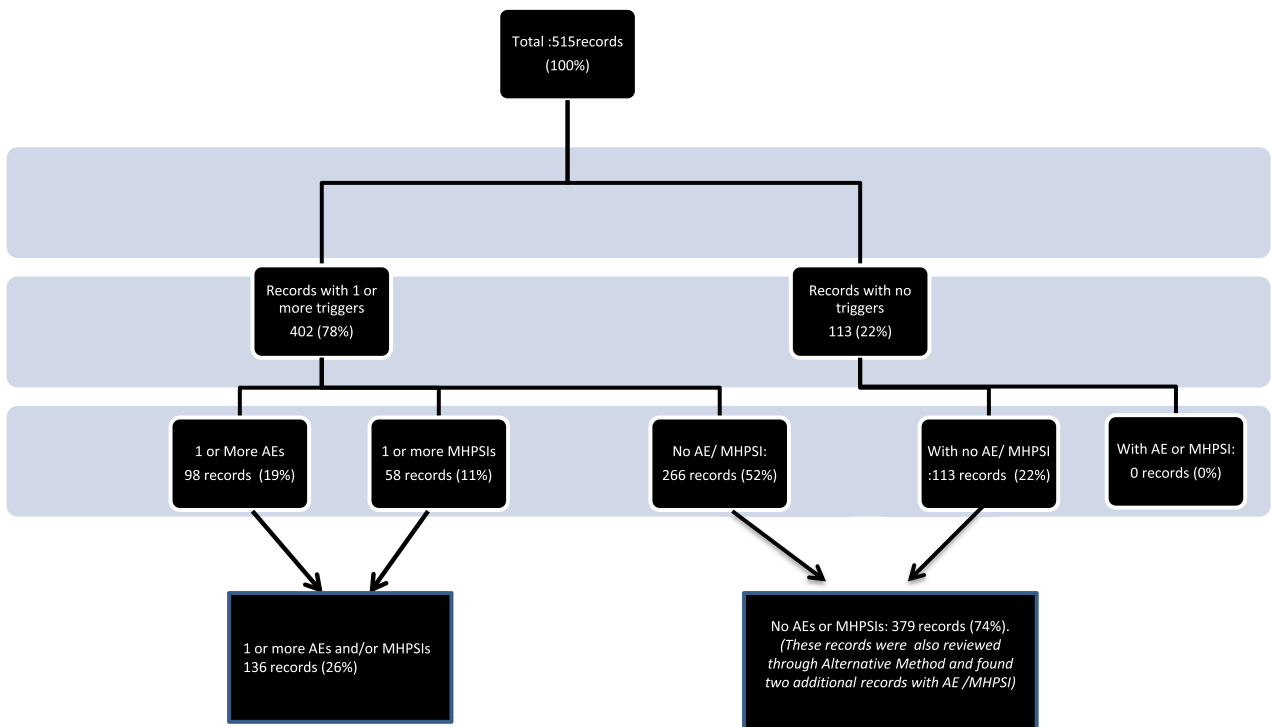 Total :515records
(100%)
Records with 1 or
more triggers
402 (78%)
Records with no
triggers
113 (22%)
1 or More AEs
98 records (19%)
1 or more MHPSIs
58 records (11%)
No AE/ MHPSI:
266 records (52%)
With no AE/ MHPSI
:113 records (22%)
With AE or MHPSI:
0 records (0%)
1 or more AEs and/or MHPSIs
136 records (26%)
No AEs or MHPSIs: 379 records (74%).
(These records were also reviewed
through Alternative Method and found
two additional records with AE /MHPSI)